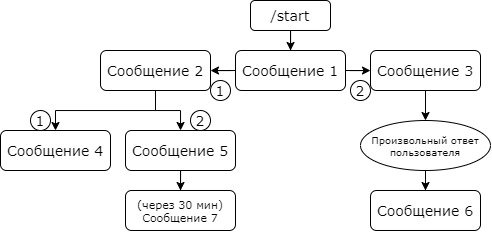 /start
Сообщение 2
Сообщение 1
Сообщение 3
1
2
1
2
Сообщение 4
Сообщение 5
Произвольный ответ
пользователя
(через 30 мин)
Сообщение 7
Сообщение 6